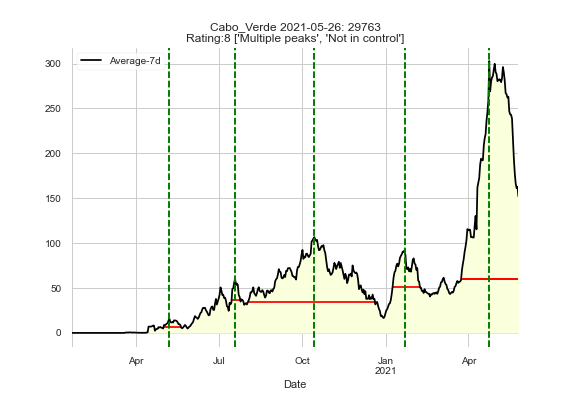 Cabo_Verde 2021-05-26: 29763
Rating:8 ['Multiple peaks', 'Not in control']
Average-7d
300
250
200
150
100
50
0
Apr Jul Oct Jan Apr
2021
Date